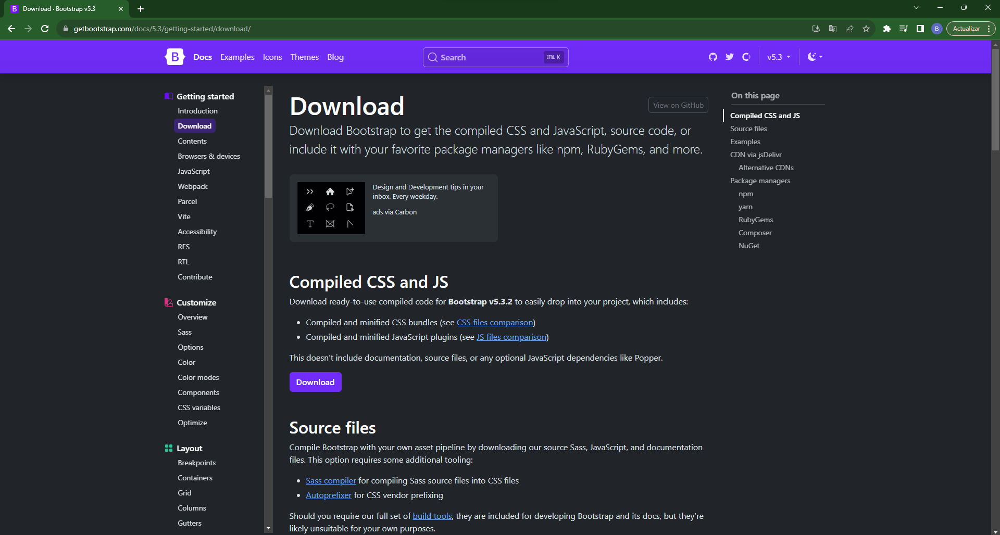 Download · Bootstrap v5.3
getbootstrap.com/docs/5.3/getting-started/download/
B
Actualizar
B
Docs
Examples
Icons
Themes
Blog
Search
CTRL K
v5.3
Getting started
Introduction
Download
Contents
Browsers & devices
JavaScript
Webpack
Parcel
Vite
Accessibility
RFS
RTL
Contribute
Customize
Overview
Sass
Options
Color
Color modes
Components
CSS variables
Optimize
Layout
Breakpoints
Containers
Grid
Columns
Gutters
Download
View on GitHub
Download Bootstrap to get the compiled CSS and JavaScript, source code, or
include it with your favorite package managers like npm, RubyGems, and more.
Design and Development tips in your
inbox. Every weekday.
ads via Carbon
Compiled CSS and JS
Download ready-to-use compiled code for Bootstrap v5.3.2 to easily drop into your project, which includes:
• Compiled and minified CSS bundles (see CSS files comparison)
• Compiled and minified JavaScript plugins (see JS files comparison)
This doesn’t include documentation, source files, or any optional JavaScript dependencies like Popper.
Download
Source files
Compile Bootstrap with your own asset pipeline by downloading our source Sass, JavaScript, and documentation
files. This option requires some additional tooling:
• Sass compiler for compiling Sass source files into CSS files
• Autoprefixer for CSS vendor prefixing
Should you require our full set of build tools, they are included for developing Bootstrap and its docs, but they’re
likely unsuitable for your own purposes.
On this page
Compiled CSS and JS
Source files
Examples
CDN via jsDelivr
Alternative CDNs
Package managers
npm
yarn
RubyGems
Composer
NuGet